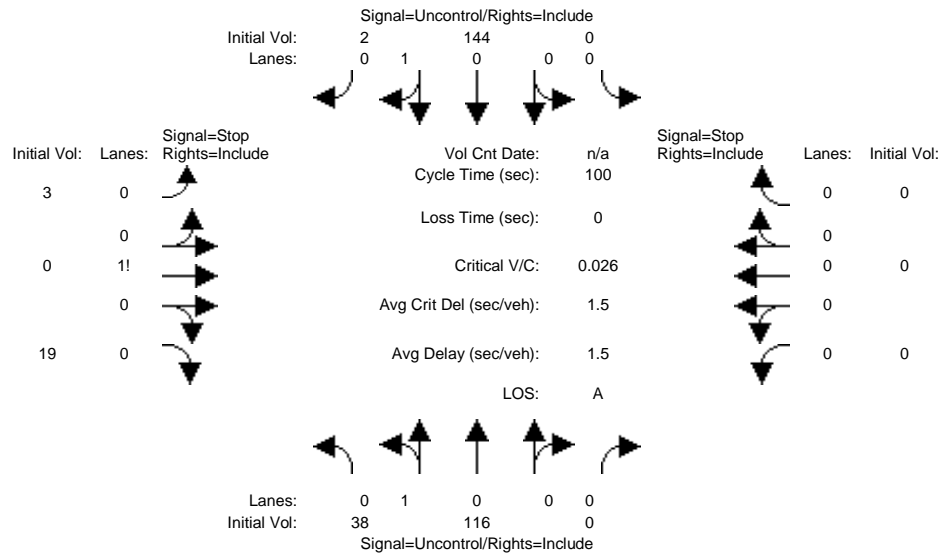 Signal=Uncontrol/Rights=Include
Initial Vol: 2 144 0
Lanes: 0 1 0 0 0
Signal=Stop Signal=Stop
Initial Vol: Lanes: Rights=Include Vol Cnt Date: n/a Rights=Include Lanes: Initial Vol:
Cycle Time (sec): 100
3 0 0 0
Loss Time (sec): 0
0 0
0 1! Critical V/C: 0.026 0 0
0 Avg Crit Del (sec/veh): 1.5 0
19 0 Avg Delay (sec/veh): 1.5 0 0
LOS: A
Lanes: 0 1 0 0 0
Initial Vol: 38 116 0
Signal=Uncontrol/Rights=Include